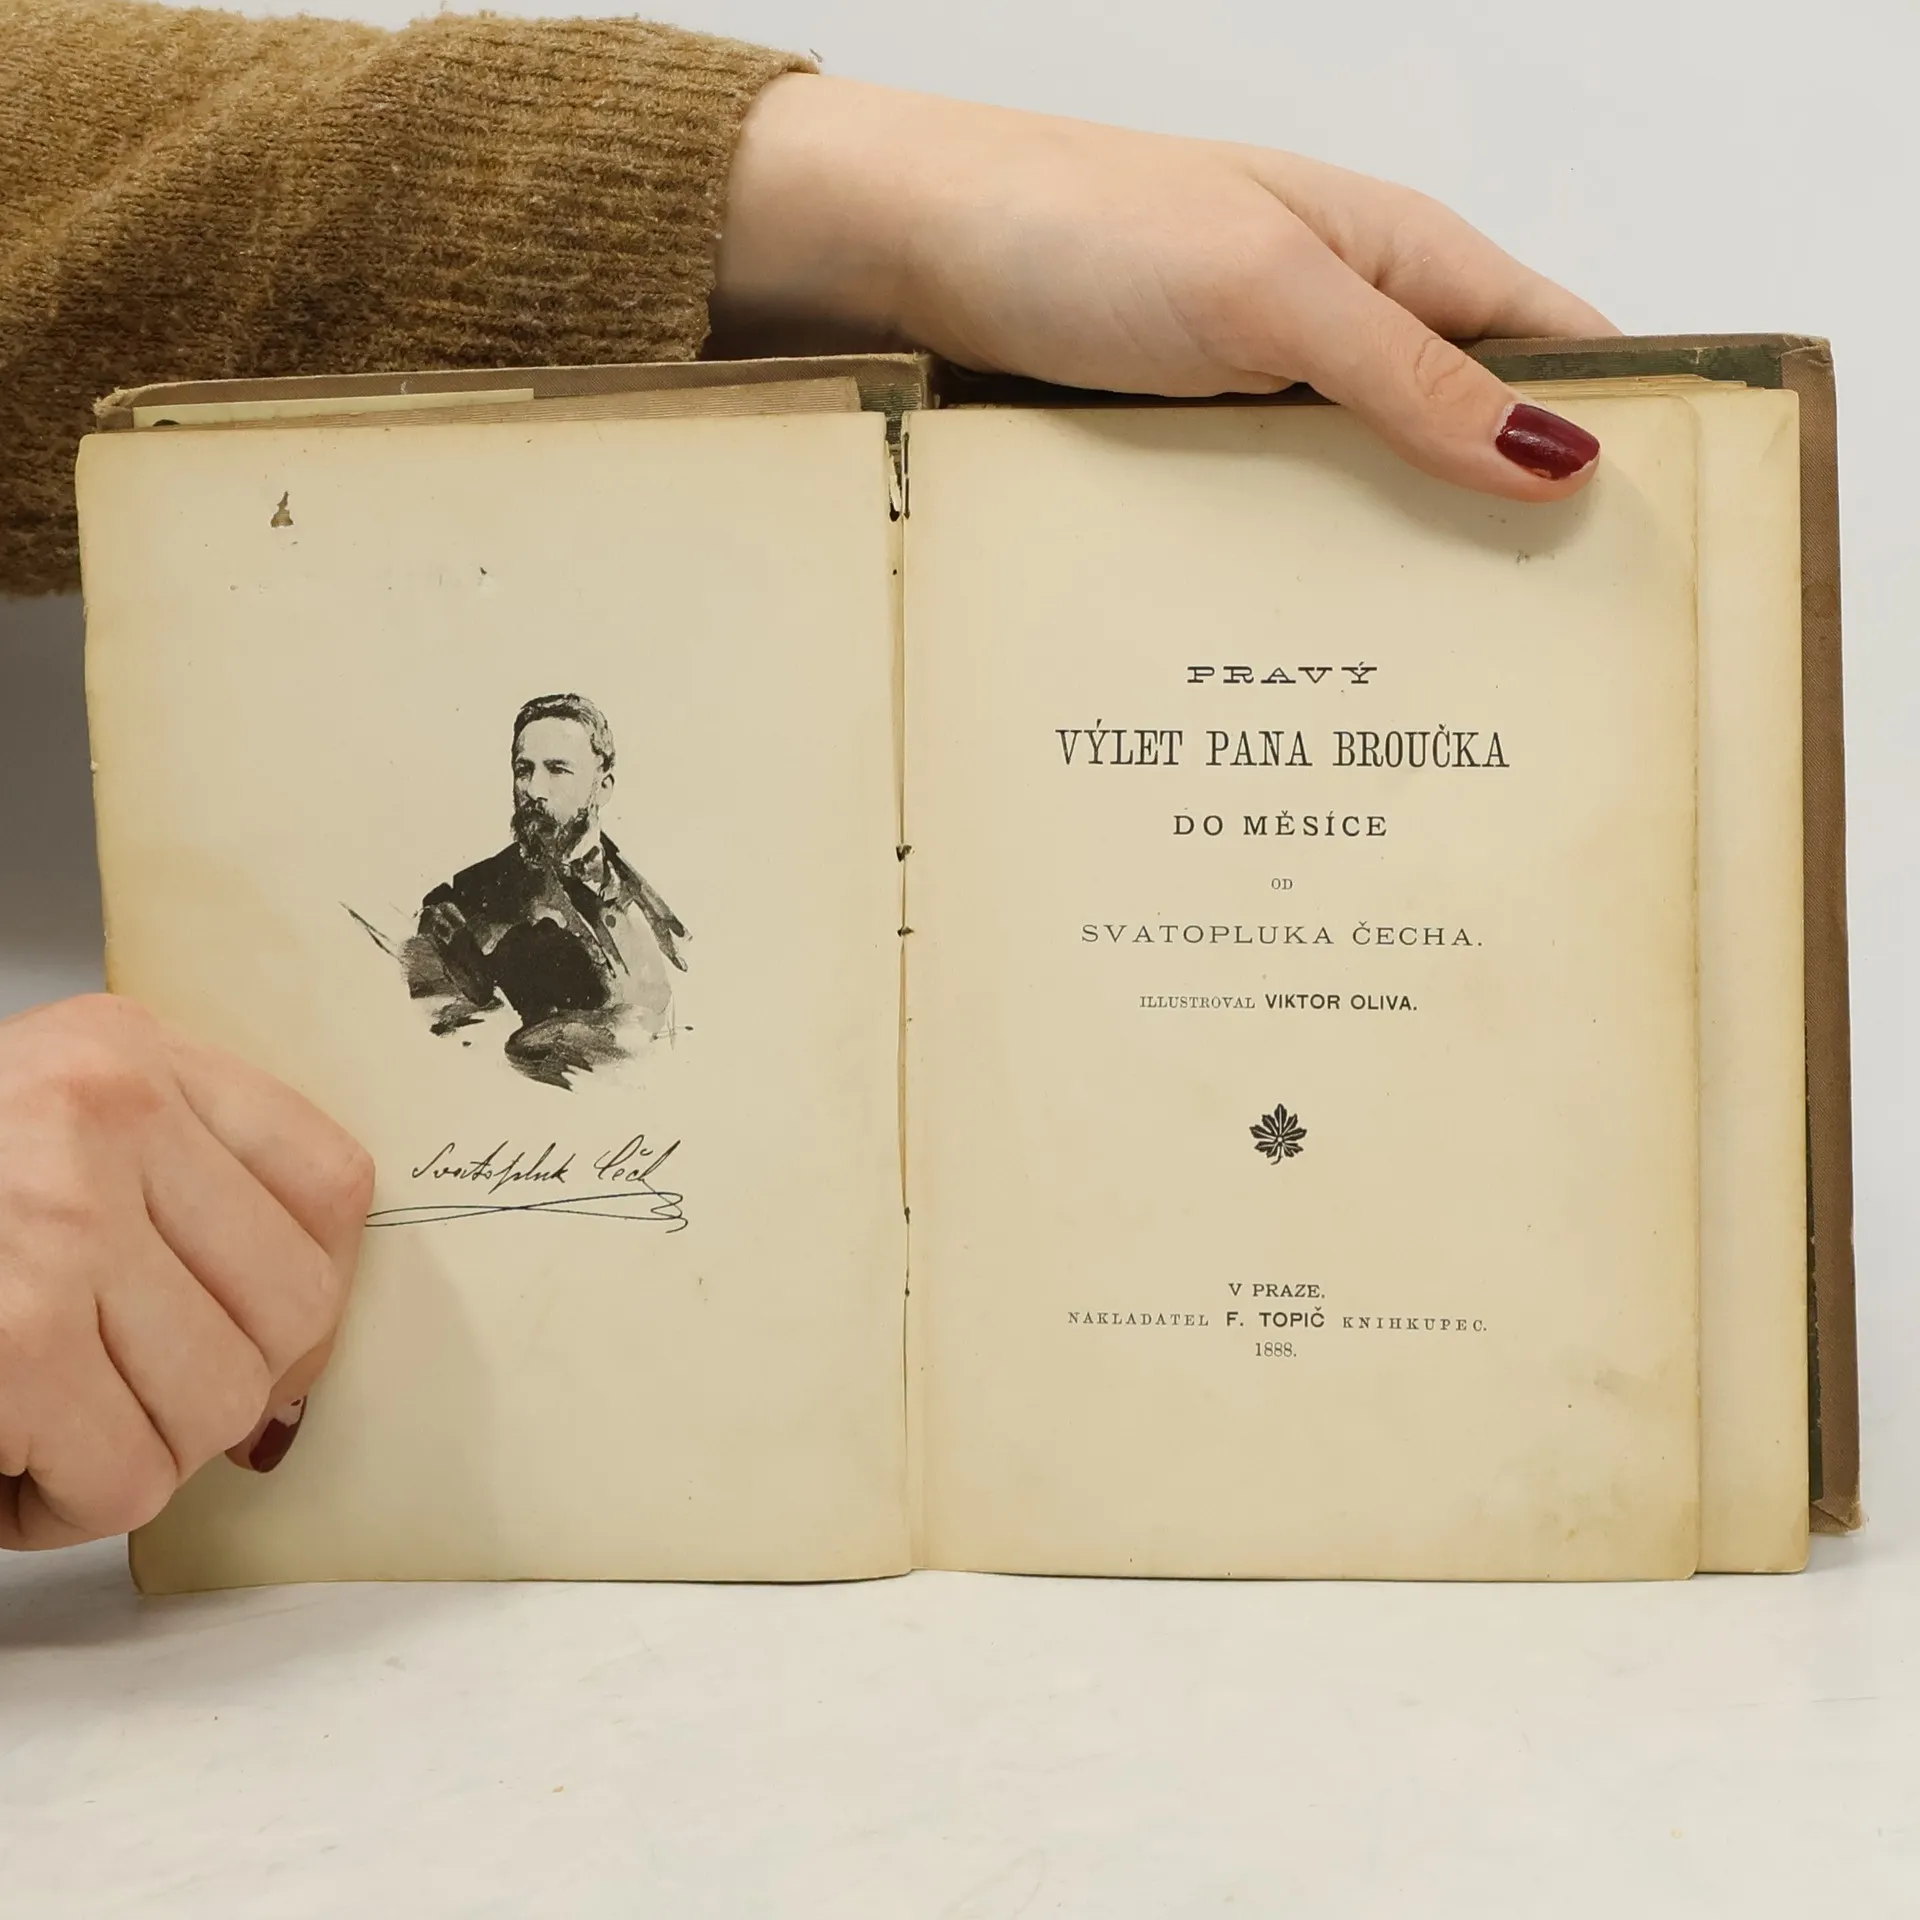 Svatopluk Čech
PRAVÝ
VÝLET PANA BROUČKA
DO MĚSÍCE
OD
SVATOPLUKA ČECHA.
ILLUSTROVAL VIKTOR OLIVA.
V PRAZE.
NAKLADATEL F. TOPIČ KNIHKUPEC.
1888.